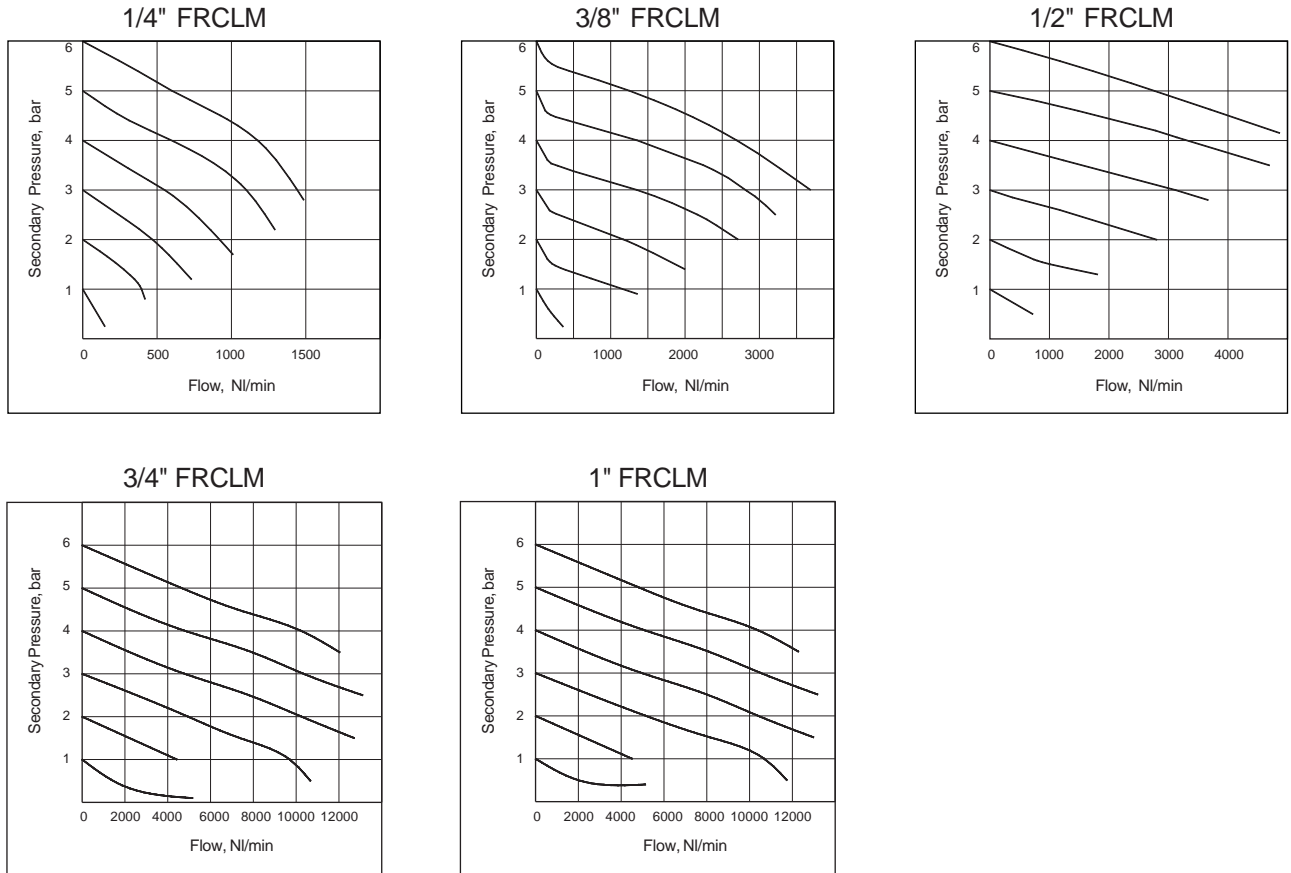 1/4" FRCLM
6
5
4
3
2
1
Secondary Pressure, bar
0 500 1000 1500
Flow, Nl/min
3/8" FRCLM
6
5
4
3
2
1
Secondary Pressure, bar
0 1000 2000 3000
Flow, Nl/min
1/2" FRCLM
6
5
4
3
2
1
Secondary Pressure, bar
0 1000 2000 3000 4000
Flow, Nl/min
3/4" FRCLM
6
5
4
3
2
1
Secondary Pressure, bar
0 2000 4000 6000 8000 10000 12000
Flow, Nl/min
1" FRCLM
6
5
4
3
2
1
Secondary Pressure, bar
0 2000 4000 6000 8000 10000 12000
Flow, Nl/min